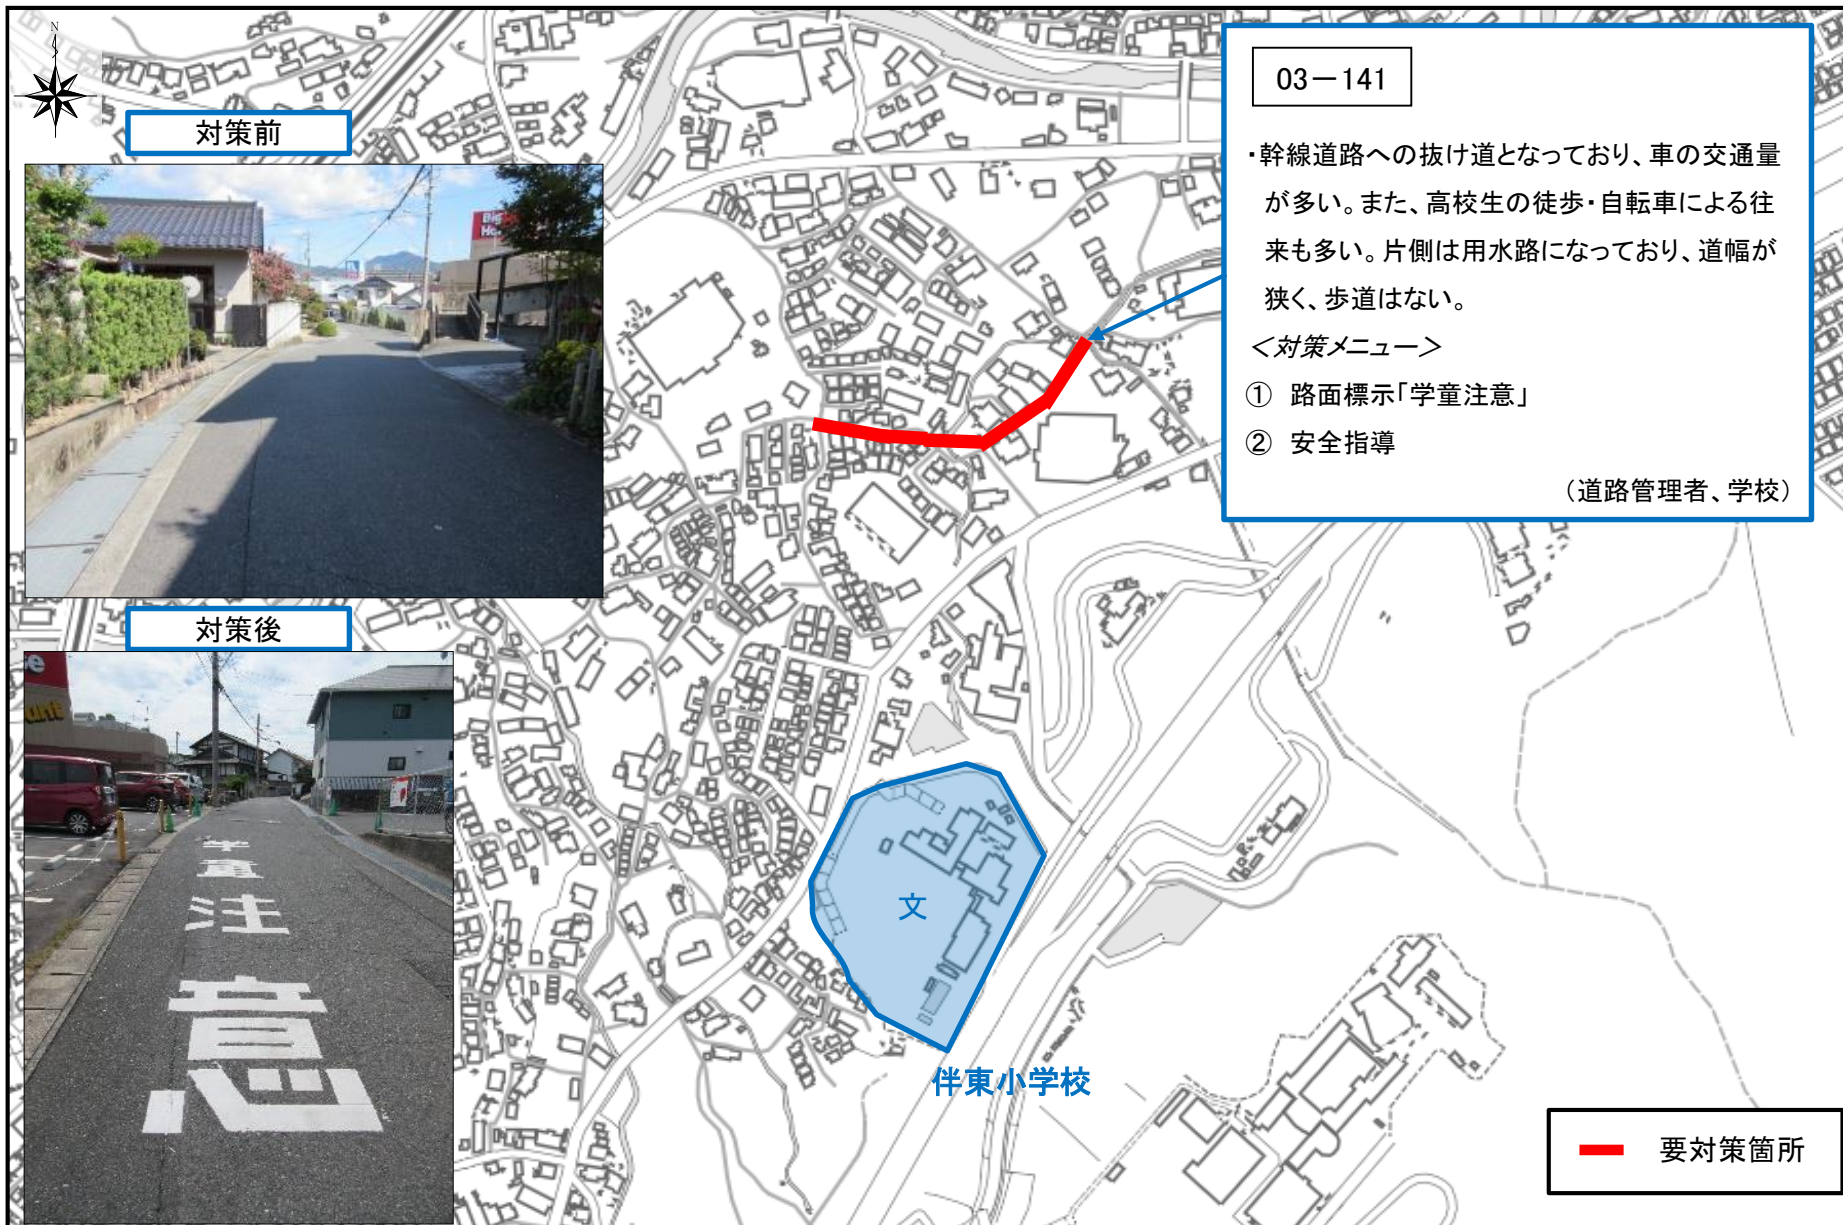 N
対策前
Big
Ho
対策後
学童注意
03－141
・幹線道路への抜け道となっており、車の交通量
が多い。また、高校生の徒歩・自転車による往
来も多い。片側は用水路になっており、道幅が
狭く、歩道はない。
＜対策メニュー＞
① 路面標示「学童注意」
② 安全指導
（道路管理者、学校）
文
伴東小学校
要対策箇所